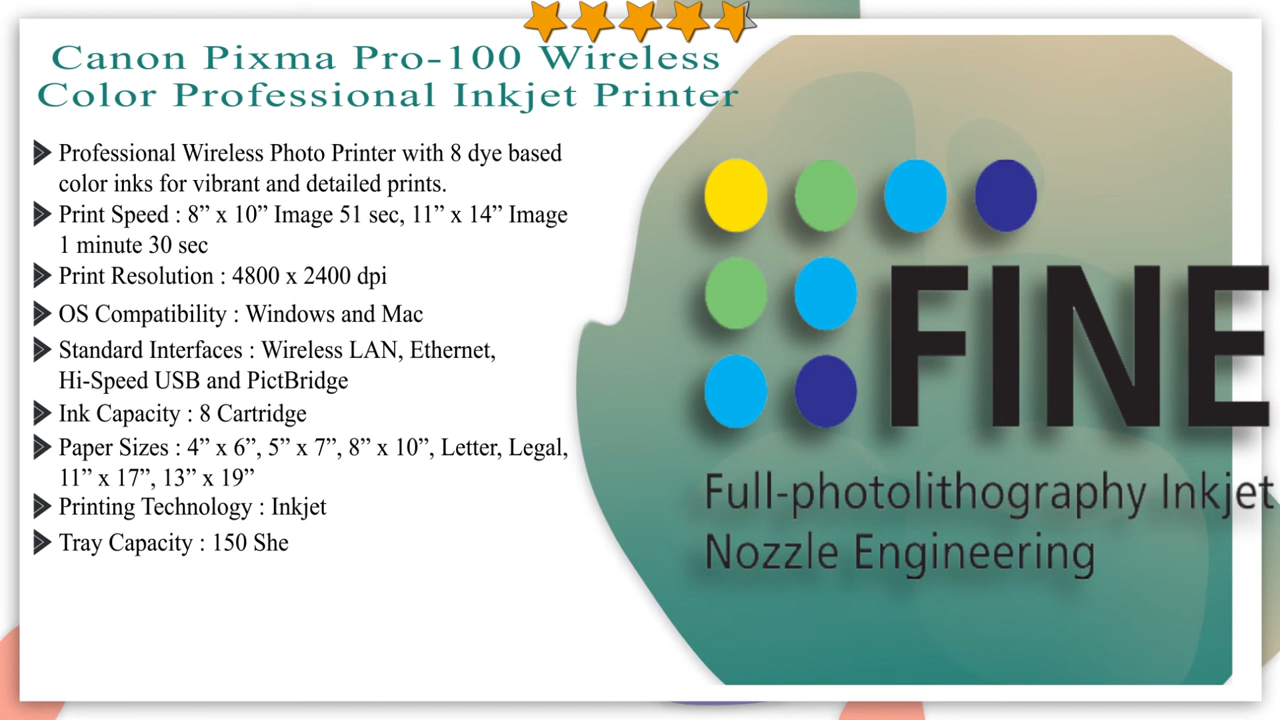 Canon Pixma Pro-100 Wireless
Color Professional Inkjet Printer
Professional Wireless Photo Printer with 8 dye based
color inks for vibrant and detailed prints.
Print Speed : 8” x 10” Image 51 sec, 11” x 14” Image
1 minute 30 sec
Print Resolution : 4800 x 2400 dpi
OS Compatibility : Windows and Mac
Standard Interfaces : Wireless LAN, Ethernet,
Hi-Speed USB and PictBridge
Ink Capacity : 8 Cartridge
Paper Sizes : 4” x 6”, 5” x 7”, 8” x 10”, Letter, Legal,
11” x 17”, 13” x 19”
Printing Technology : Inkjet
Tray Capacity : 150 She
FINE
Full-photolithography Inkjet
Nozzle Engineering